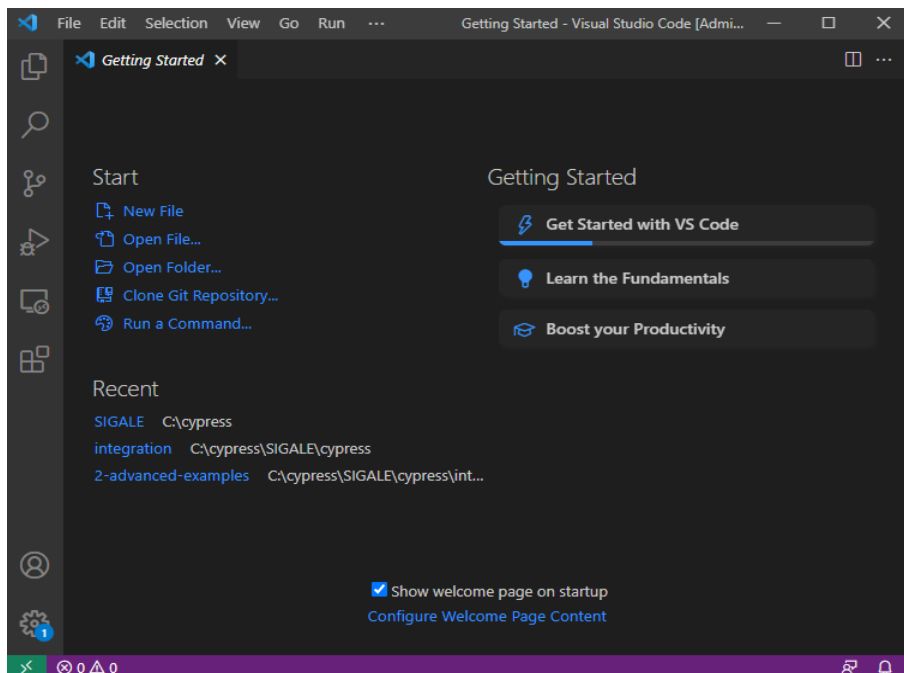 File Edit Selection View Go Run ··· Getting Started - Visual Studio Code [Admi...
Getting Started
Start
New File
Open File...
Open Folder...
Clone Git Repository...
Run a Command...
Recent
SIGALE C:\cypress
integration C:\cypress\SIGALE\cypress
2-advanced-examples C:\cypress\SIGALE\cypress\int...
Getting Started
Get Started with VS Code
Learn the Fundamentals
Boost your Productivity
Show welcome page on startup
Configure Welcome Page Content
1
0 0